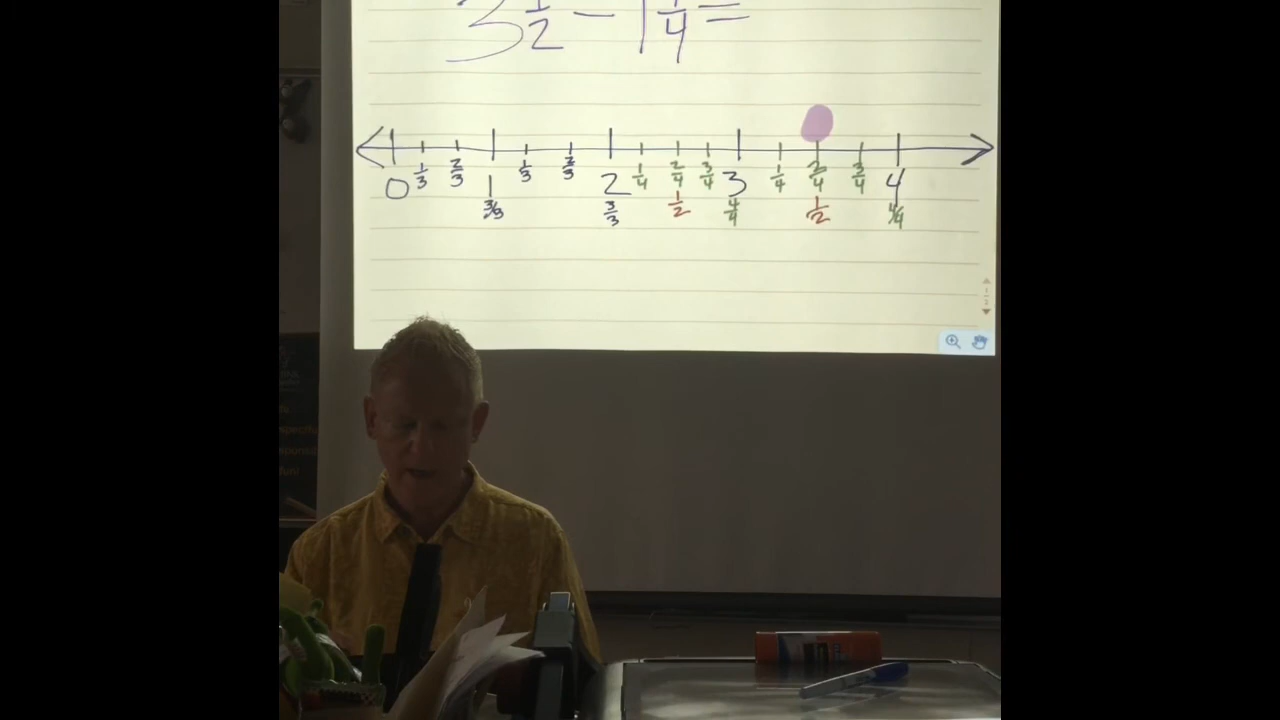 3 1/2 - 1 1/4 =
1/3 2/3 1/3 2/3 1/4 2/4 3/4 1/4 2/4 3/4
0 1 2 3 4
3/3 3/3 1/2 4/4 1/2 4/4